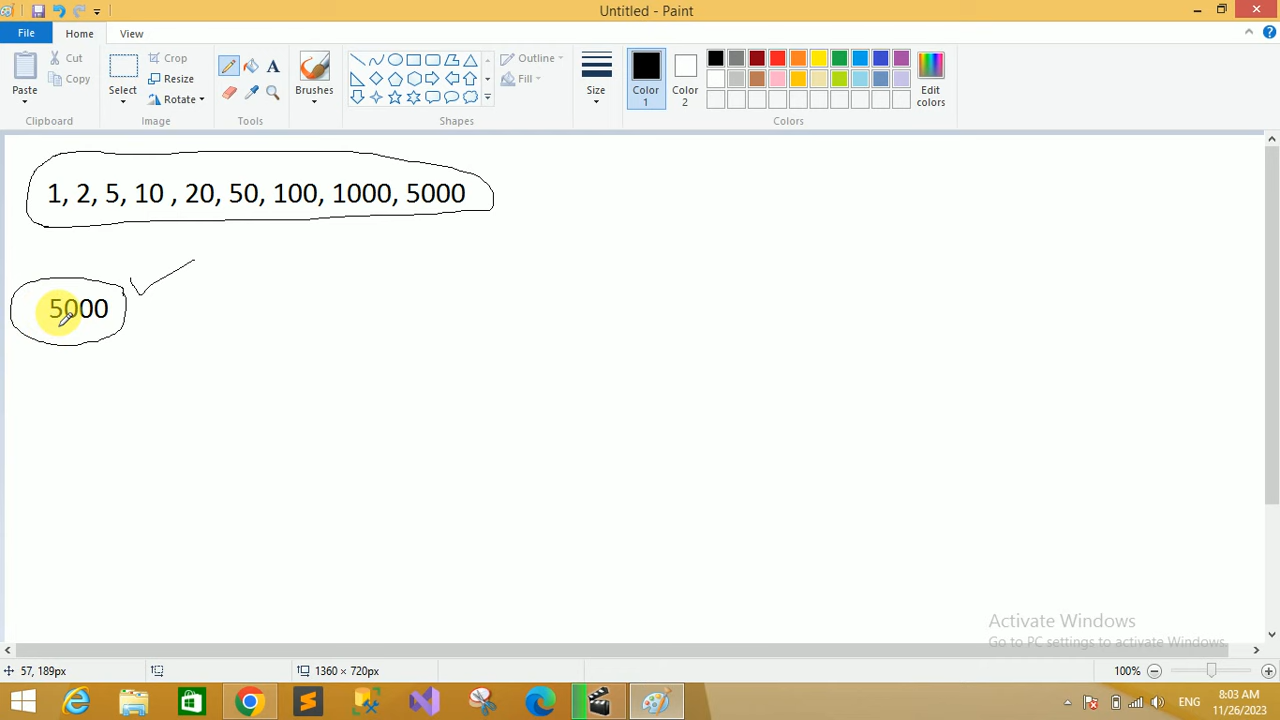 Untitled - Paint
File Home View
Paste
Cut
Copy
Clipboard
Select
Crop
Resize
Rotate
Image
A
Tools
Brushes
Outline
Fill
Shapes
Size
Color 1
Color 2
Edit colors
Colors
1, 2, 5, 10 , 20, 50, 100, 1000, 5000
5000
Activate Windows
Go to PC settings to activate Windows.
57, 189px
1360 × 720px
100%
ENG
8:03 AM
11/26/2023